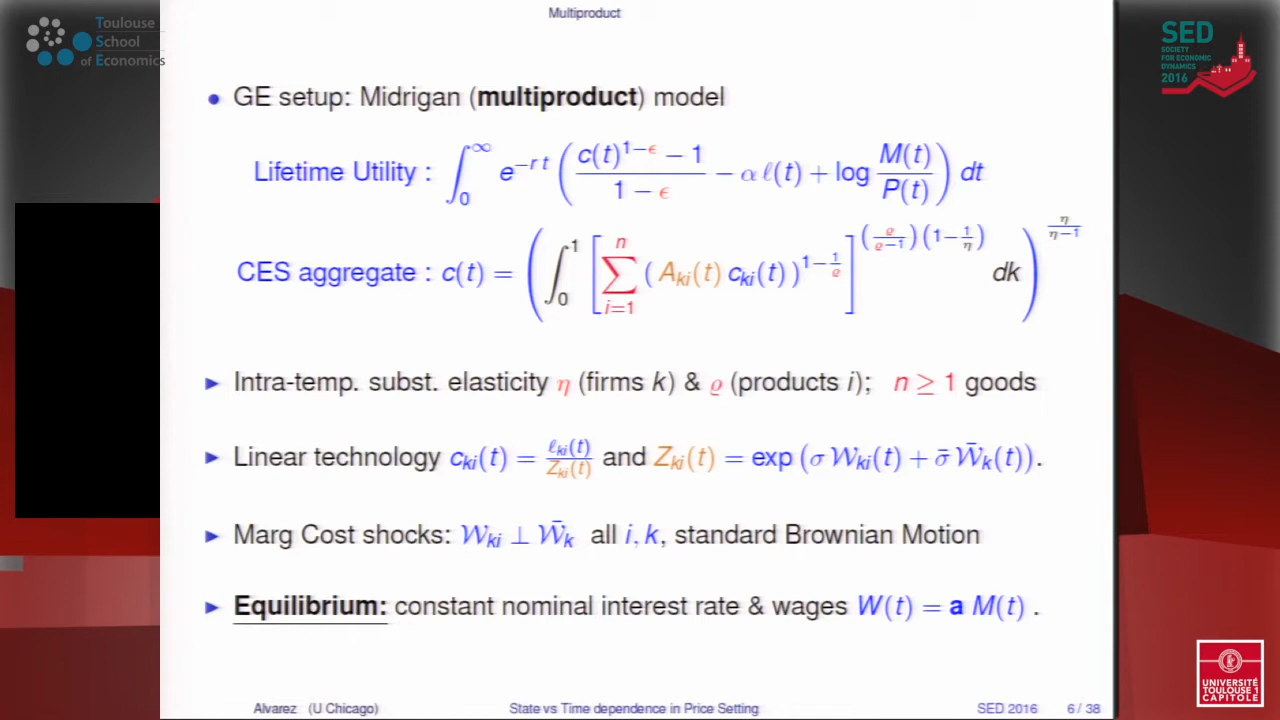 Toulouse
School
of Economics
Multiproduct
SED
SOCIETY
FOR ECONOMIC
DYNAMICS
2016
• GE setup: Midrigan (multiproduct) model
Lifetime Utility : ∫₀^∞ e^{−r t} ( (c(t)^{1−ϵ} − 1)/(1 − ϵ) − α ℓ(t) + log M(t)/P(t) ) dt
CES aggregate : c(t) = ( ∫₀¹ [ ∑_{i=1}^{n} ( A_{ki}(t) c_{ki}(t) )^{1−1/ϱ} ]^{(ϱ/(ϱ−1))(1−1/η)} dk )^{η/(η−1)}
► Intra-temp. subst. elasticity η (firms k) & ϱ (products i); n ≥ 1 goods
► Linear technology c_{ki}(t) = ℓ_{ki}(t)/Z_{ki}(t) and Z_{ki}(t) = exp (σ 𝒲_{ki}(t) + σ̄ 𝒲̄_k(t)).
► Marg Cost shocks: 𝒲_{ki} ⊥ 𝒲̄_k all i, k, standard Brownian Motion
► Equilibrium: constant nominal interest rate & wages W(t) = a M(t) .
Alvarez (U Chicago) State vs Time dependence in Price Setting SED 2016 6 / 38
UNIVERSITÉ
TOULOUSE 1
CAPITOLE